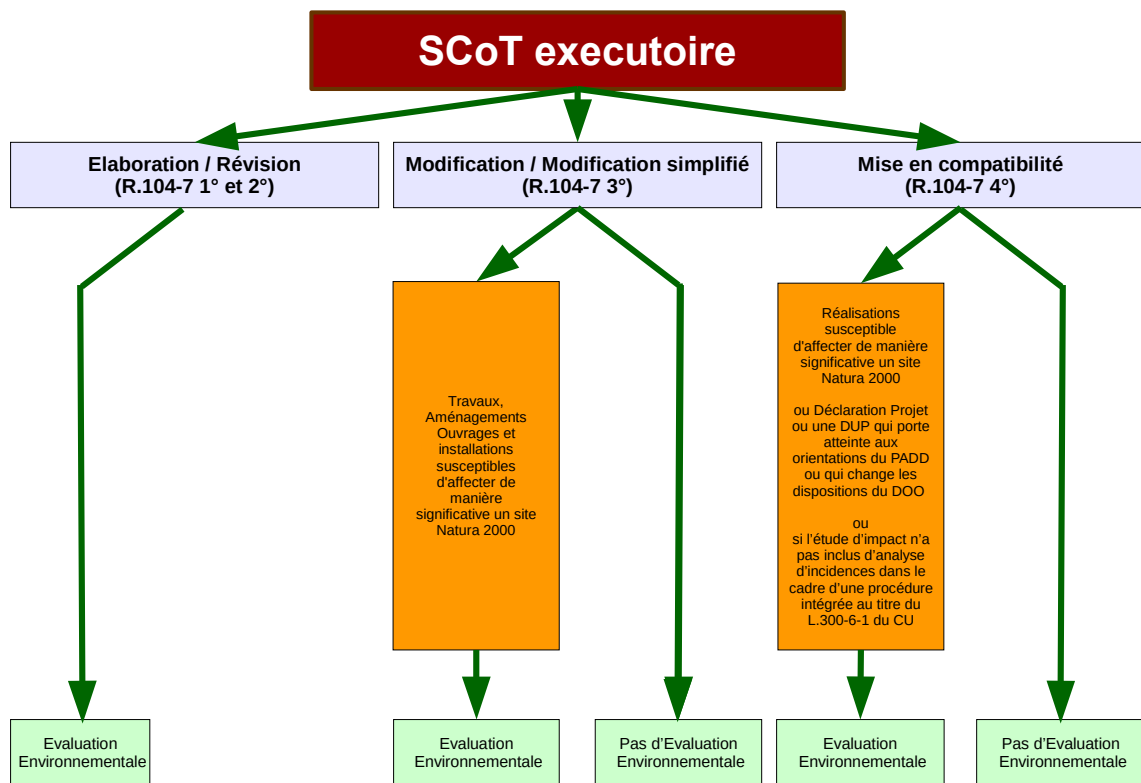 SCoT executoire
Elaboration / Révision
(R.104-7 1° et 2°)
Modification / Modification simplifié
(R.104-7 3°)
Mise en compatibilité
(R.104-7 4°)
Travaux,
Aménagements
Ouvrages et
installations
susceptibles
d'affecter de
manière
significative un site
Natura 2000
Réalisations
susceptible
d'affecter de manière
significative un site
Natura 2000
ou Déclaration Projet
ou une DUP qui porte
atteinte aux
orientations du PADD
ou qui change les
dispositions du DOO
ou
si l’étude d’impact n’a
pas inclus d’analyse
d’incidences dans le
cadre d’une procédure
intégrée au titre du
L.300-6-1 du CU
Evaluation
Environnementale
Evaluation
Environnementale
Pas d’Evaluation
Environnementale
Evaluation
Environnementale
Pas d’Evaluation
Environnementale